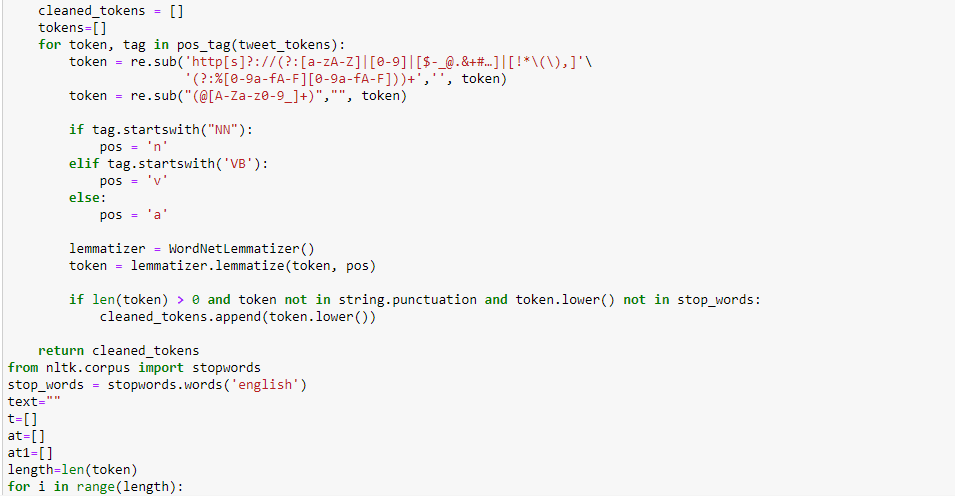 cleaned_tokens = []
    tokens=[]
    for token, tag in pos_tag(tweet_tokens):
        token = re.sub('http[s]?://(?:[a-zA-Z]|[0-9]|[$-_@.&+#…]|[!*\(\),]'\
                       '(?:%[0-9a-fA-F][0-9a-fA-F]))+','', token)
        token = re.sub("(@[A-Za-z0-9_]+)","", token)

        if tag.startswith("NN"):
            pos = 'n'
        elif tag.startswith('VB'):
            pos = 'v'
        else:
            pos = 'a'

        lemmatizer = WordNetLemmatizer()
        token = lemmatizer.lemmatize(token, pos)

        if len(token) > 0 and token not in string.punctuation and token.lower() not in stop_words:
            cleaned_tokens.append(token.lower())

    return cleaned_tokens
from nltk.corpus import stopwords
stop_words = stopwords.words('english')
text=""
t=[]
at=[]
at1=[]
length=len(token)
for i in range(length):